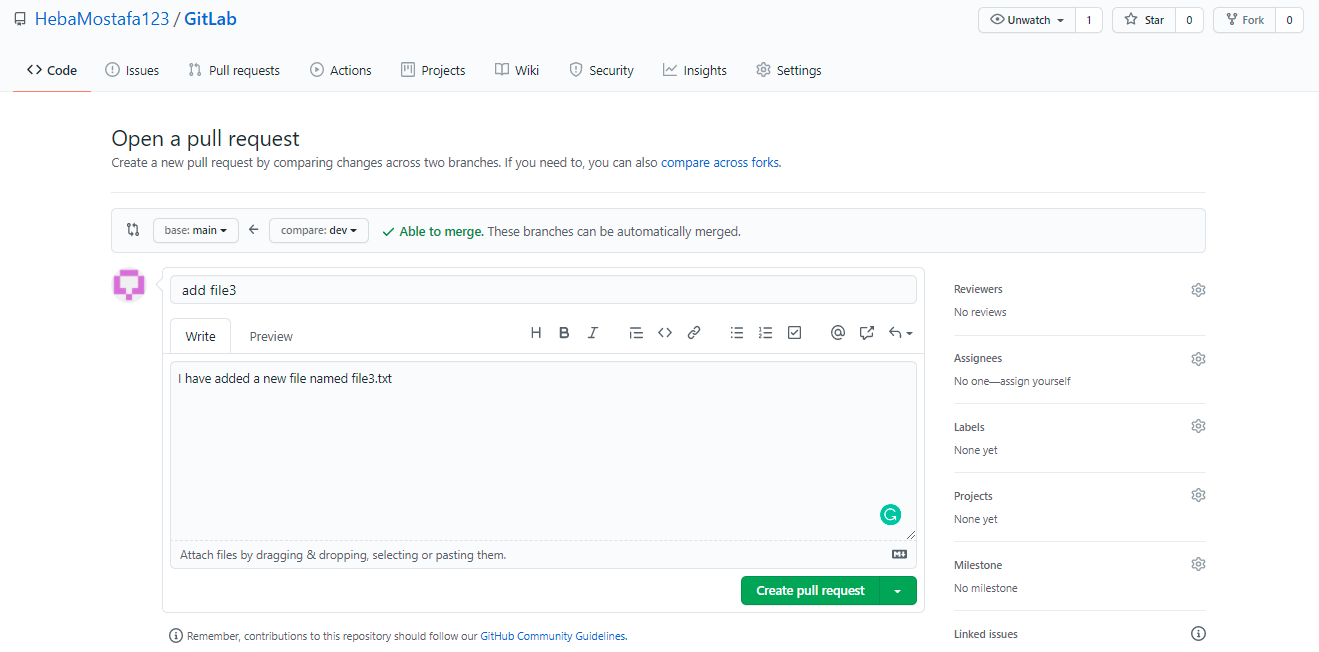 HebaMostafa123 / GitLab
Unwatch 1 Star 0 Fork 0
Code Issues Pull requests Actions Projects Wiki Security Insights Settings
Open a pull request
Create a new pull request by comparing changes across two branches. If you need to, you can also compare across forks.
base: main compare: dev Able to merge. These branches can be automatically merged.
add file3
Write Preview
I have added a new file named file3.txt
Attach files by dragging & dropping, selecting or pasting them.
Create pull request
Remember, contributions to this repository should follow our GitHub Community Guidelines.
Reviewers
No reviews
Assignees
No one—assign yourself
Labels
None yet
Projects
None yet
Milestone
No milestone
Linked issues